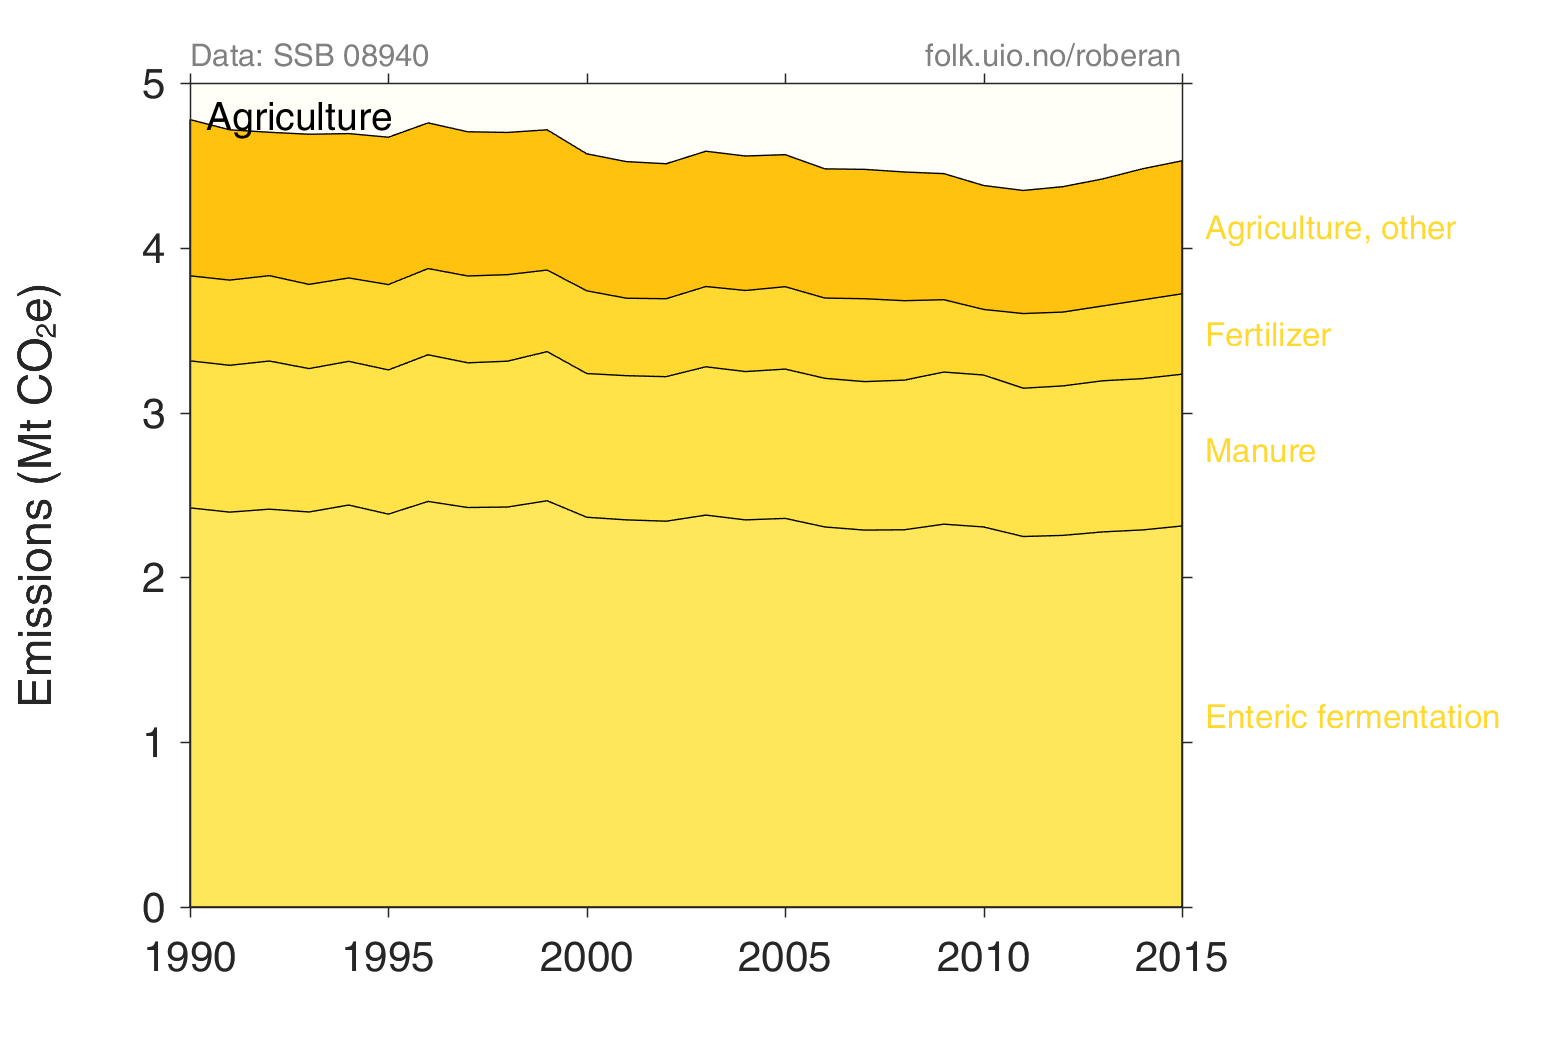 Data: SSB 08940
folk.uio.no/roberan
Agriculture
Emissions (Mt CO₂e)
5
4
3
2
1
0
1990 1995 2000 2005 2010 2015
Agriculture, other
Fertilizer
Manure
Enteric fermentation